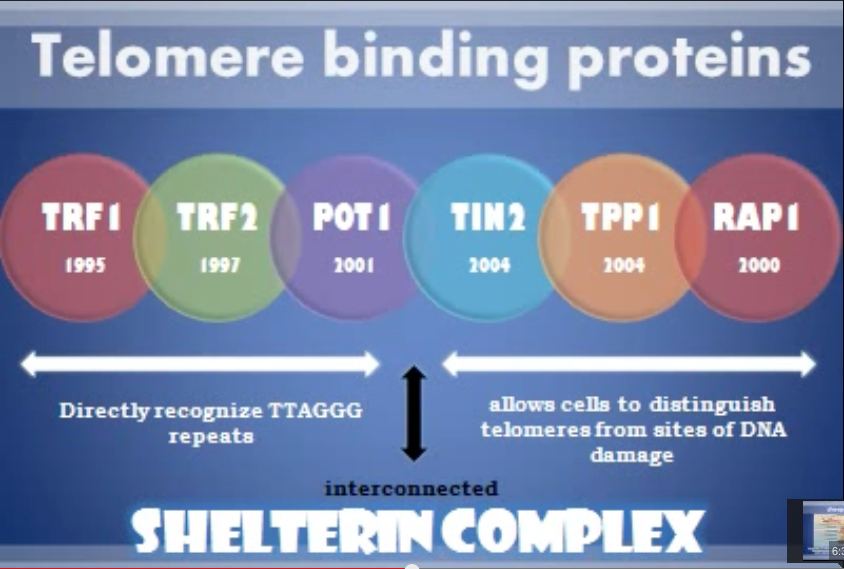 Telomere binding proteins
TRF1 TRF2 POT1 TIN2 TPP1 RAP1
1995 1997 2001 2004 2004 2000
Directly recognize TTAGGG
repeats
allows cells to distinguish
telomeres from sites of DNA
damage
interconnected
SHELTERIN COMPLEX